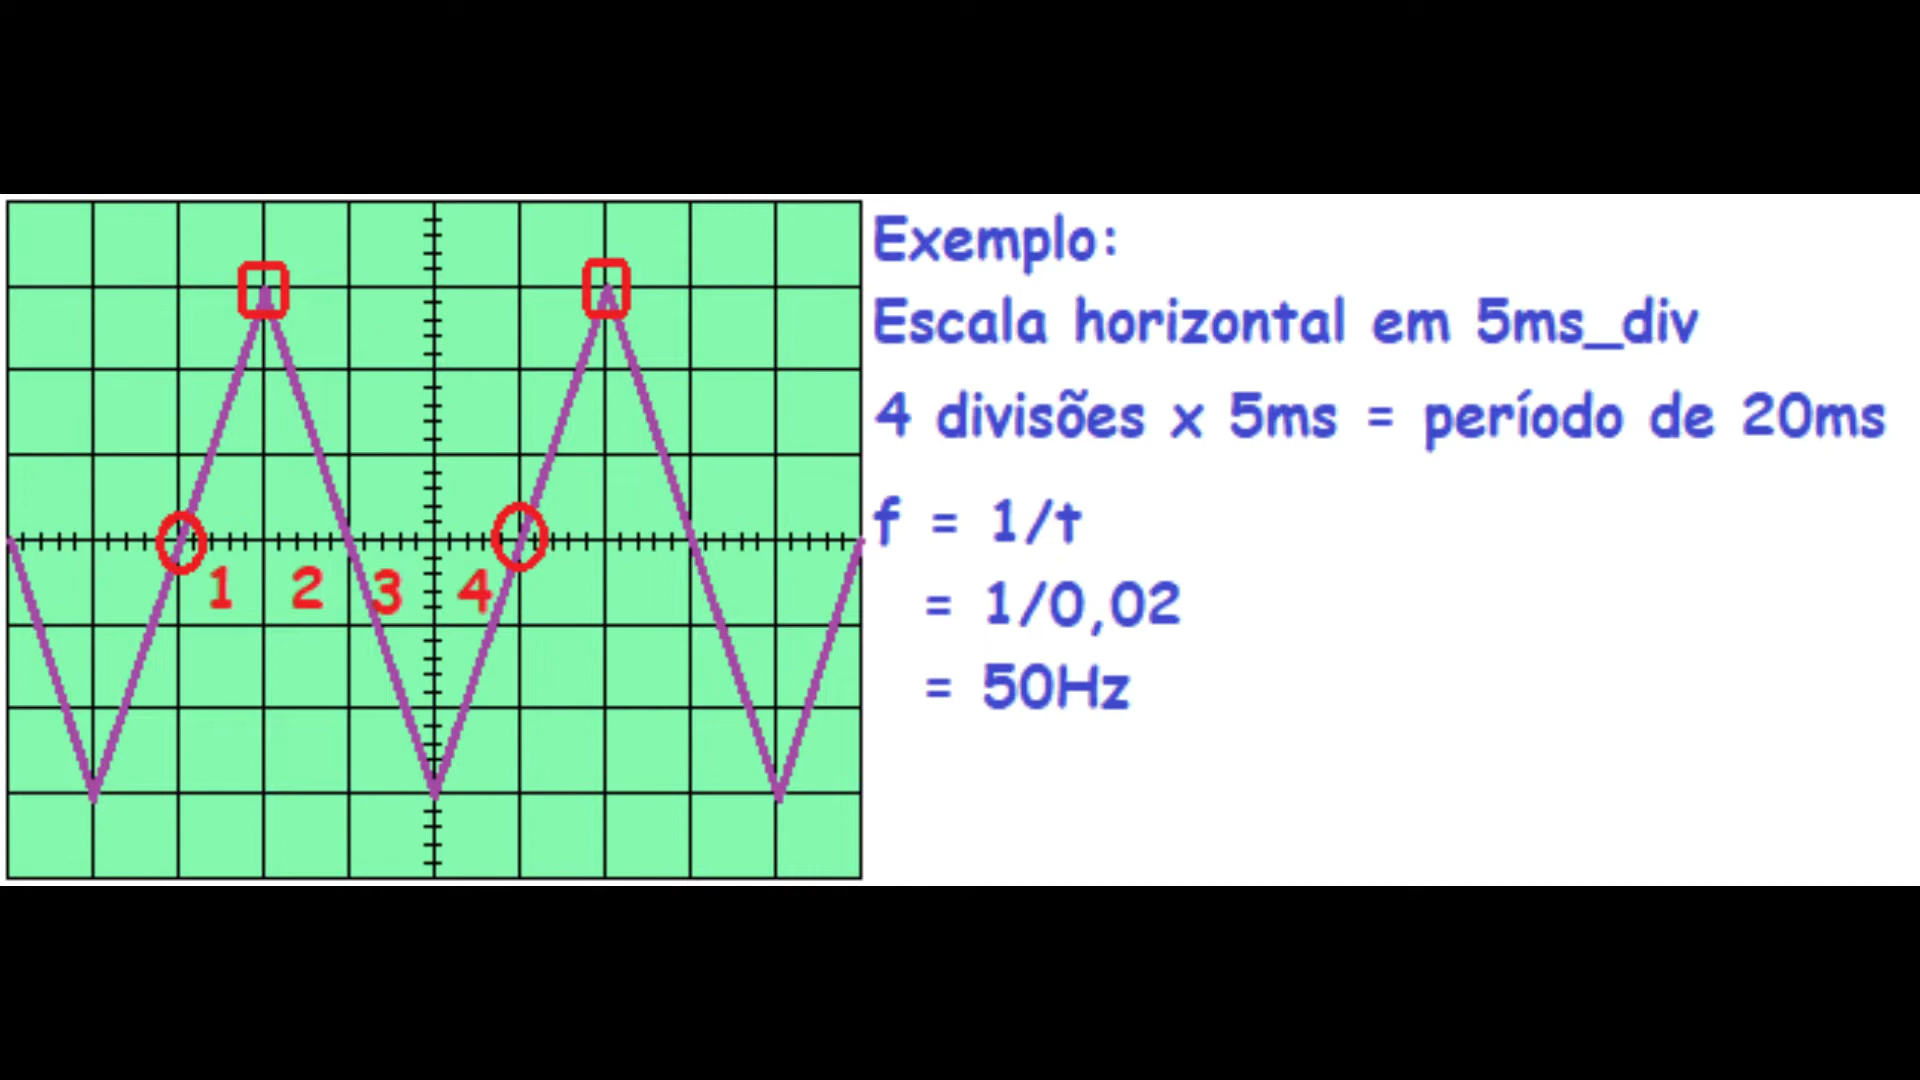 Exemplo:
Escala horizontal em 5ms_div
4 divisões x 5ms = período de 20ms
f = 1/t
= 1/0,02
= 50Hz
1 2 3 4